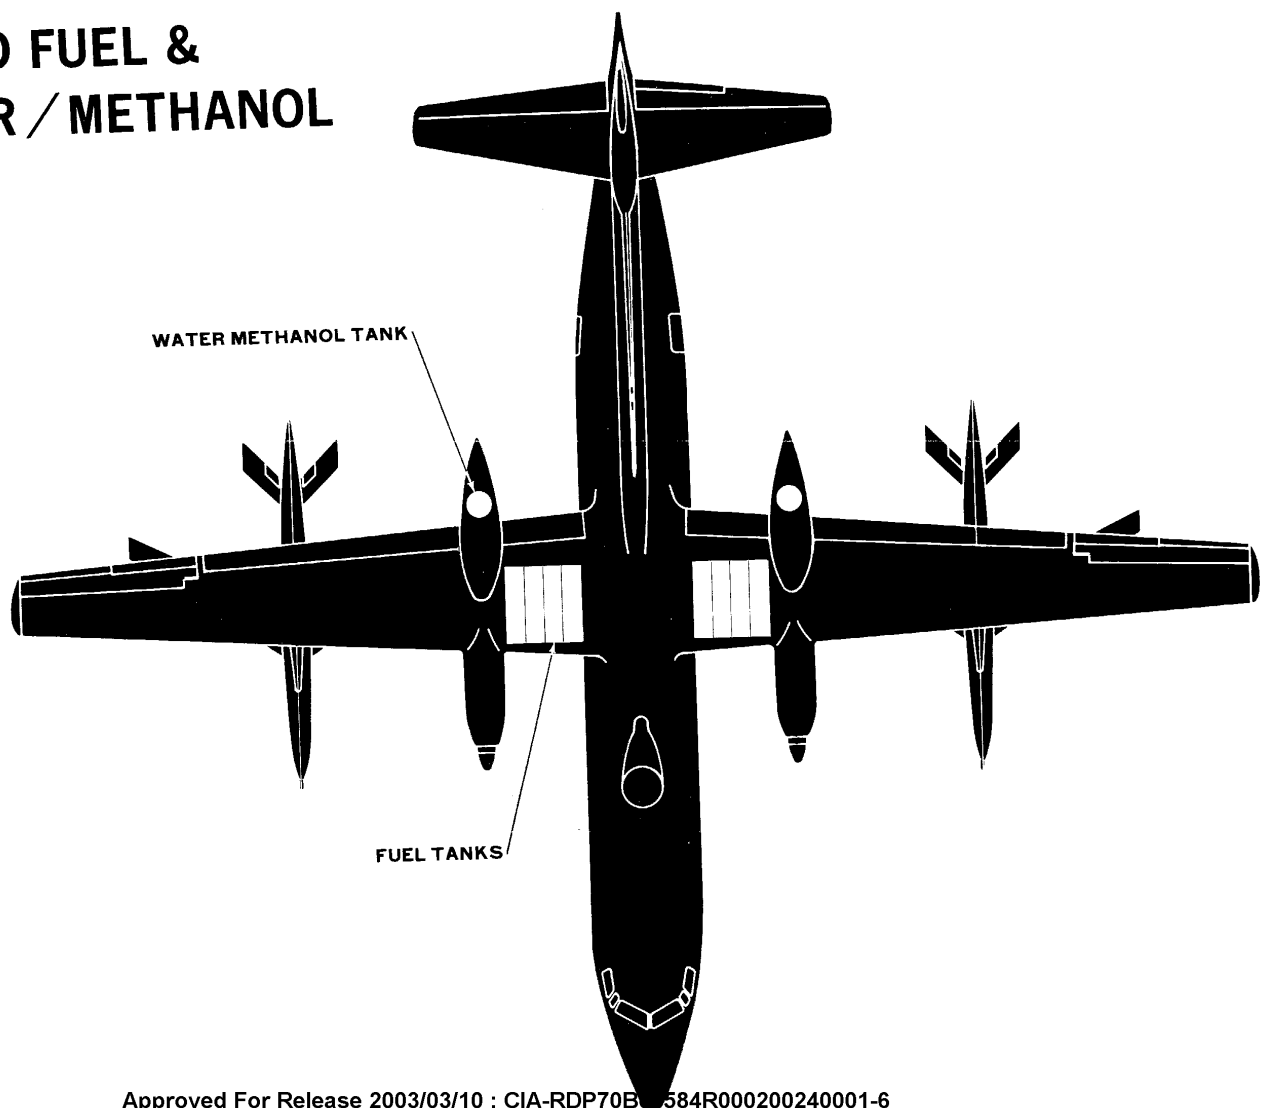 FUEL &
/METHANOL
WATER METHANOL TANK
FUEL TANKS
Approved For Release 2003/03/10 : CIA-RDP70B 584R000200240001-6